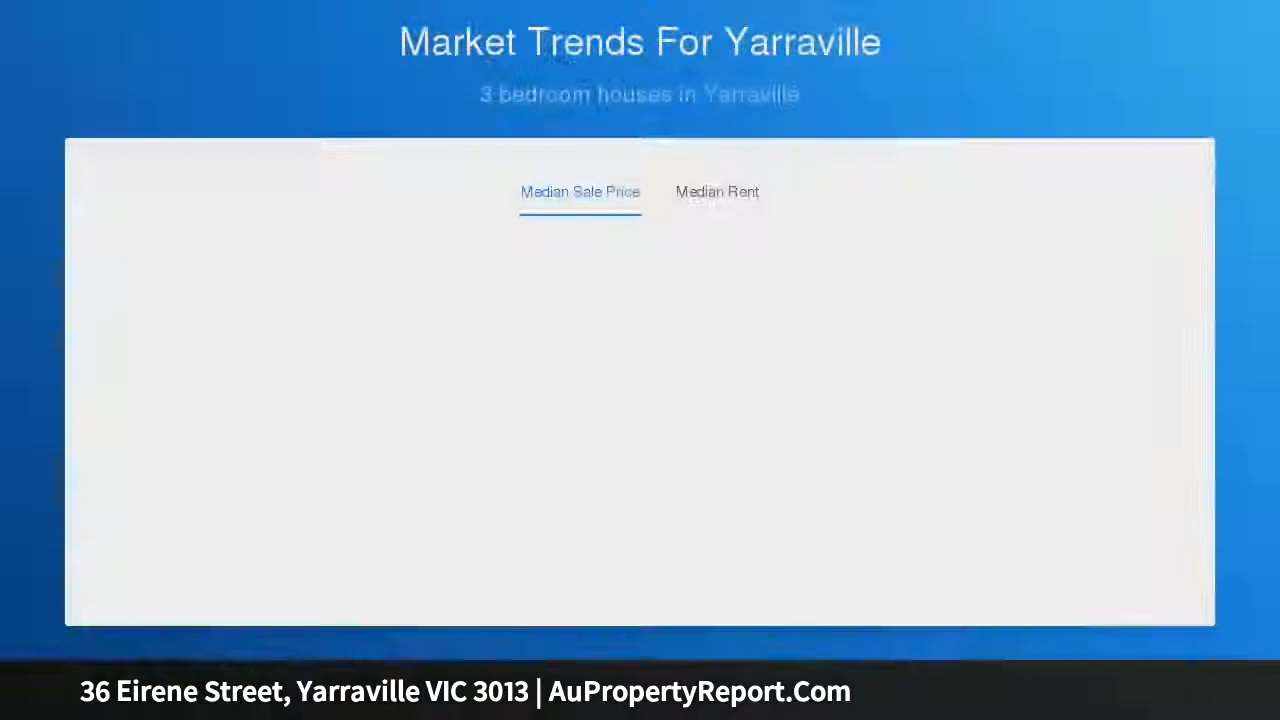 Market Trends For Yarraville
3 bedroom houses in Yarraville
Median Sale Price Median Rent
36 Eirene Street, Yarraville VIC 3013 | AuPropertyReport.Com